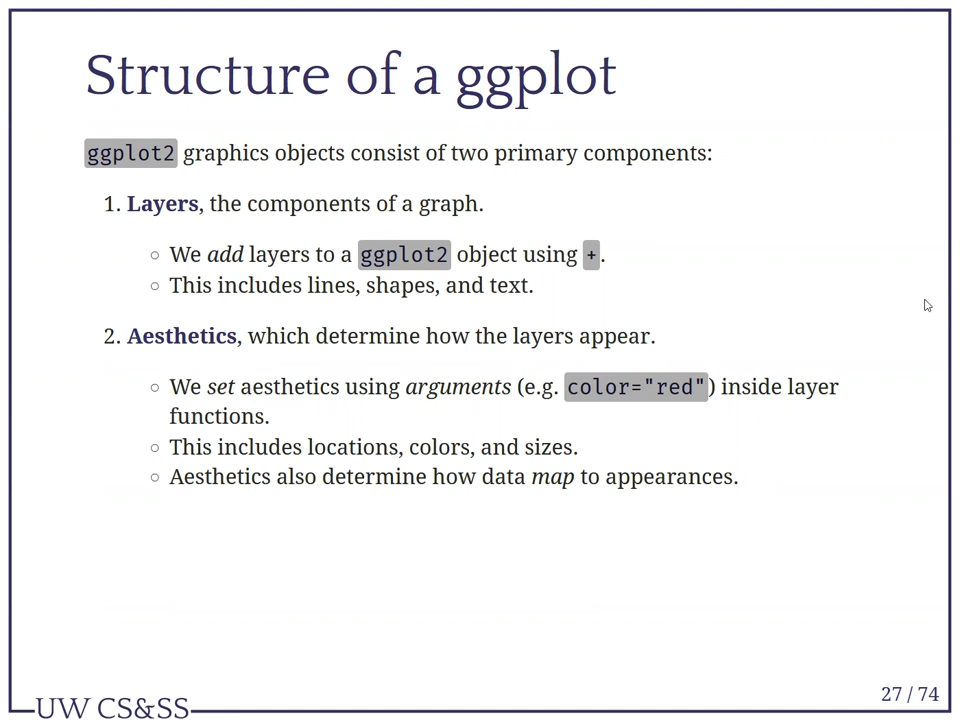 Structure of a ggplot
ggplot2 graphics objects consist of two primary components:
1. Layers, the components of a graph.
○ We add layers to a ggplot2 object using +.
○ This includes lines, shapes, and text.
2. Aesthetics, which determine how the layers appear.
○ We set aesthetics using arguments (e.g. color="red") inside layer
functions.
○ This includes locations, colors, and sizes.
○ Aesthetics also determine how data map to appearances.
27 / 74
UW CS&SS